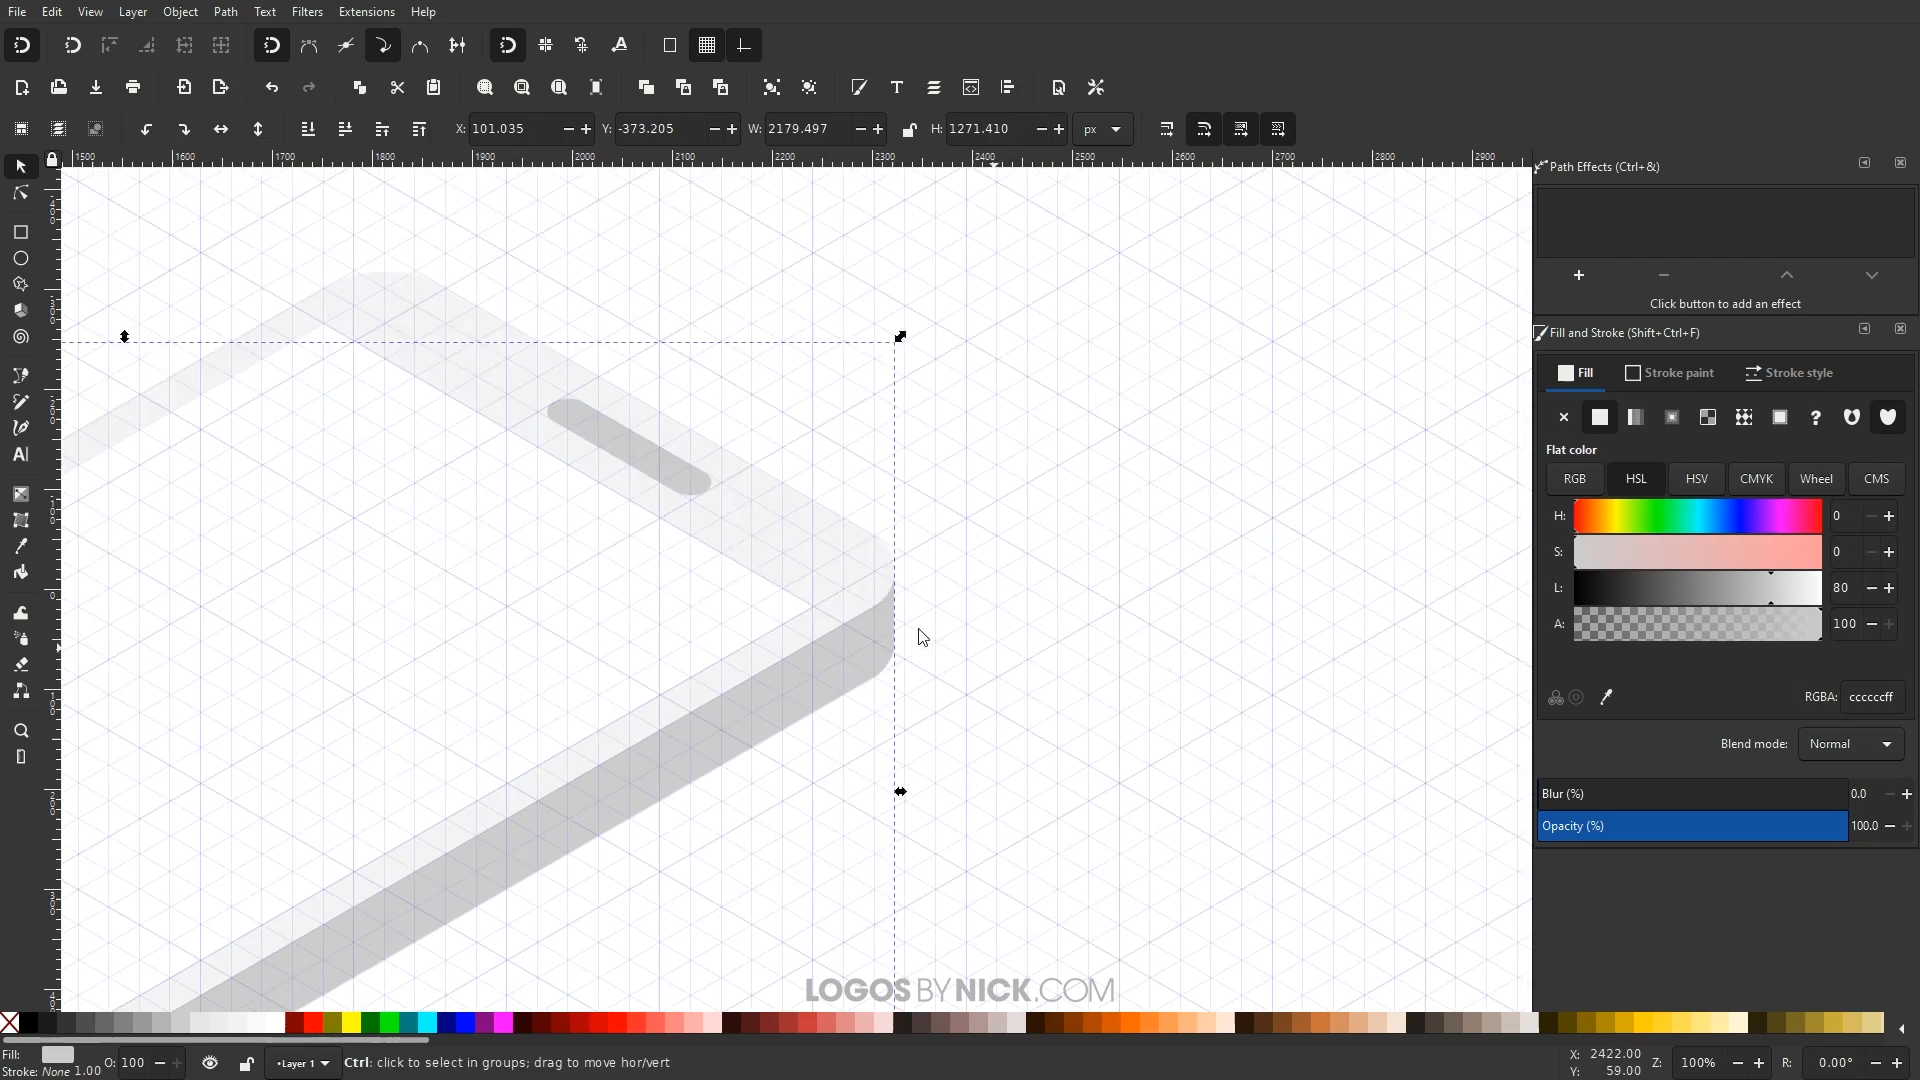 File Edit View Layer Object Path Text Filters Extensions Help
X: 101.035 Y: -373.205 W: 2179.497 H: 1271.410 px
1500 1600 1700 1800 1900 2000 2100 2200 2300 2400 2500 2600 2700 2800 2900
Path Effects (Ctrl+&)
Click button to add an effect
Fill and Stroke (Shift+Ctrl+F)
Fill Stroke paint Stroke style
Flat color
RGB HSL HSV CMYK Wheel CMS
H: 0
S: 0
L: 80
A: 100
RGBA: ccccccff
Blend mode: Normal
Blur (%) 0.0
Opacity (%) 100.0
LOGOS BY NICK.COM
Fill:
Stroke: None 1.00 O: 100 •Layer 1 Ctrl: click to select in groups; drag to move hor/vert
X: 2422.00
Y: 59.00
Z: 100% R: 0.00°